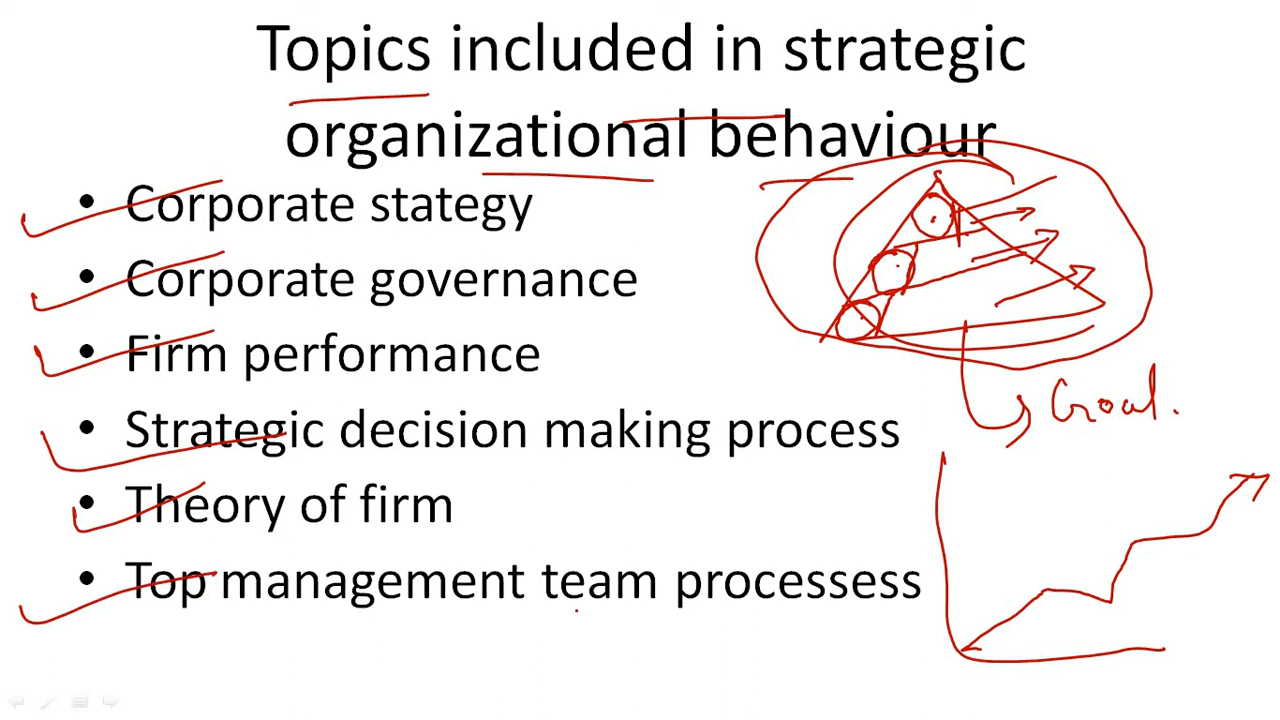 Topics included in strategic
organizational behaviour
• Corporate stategy
• Corporate governance
• Firm performance
• Strategic decision making process
• Theory of firm
• Top management team processess
Goal.